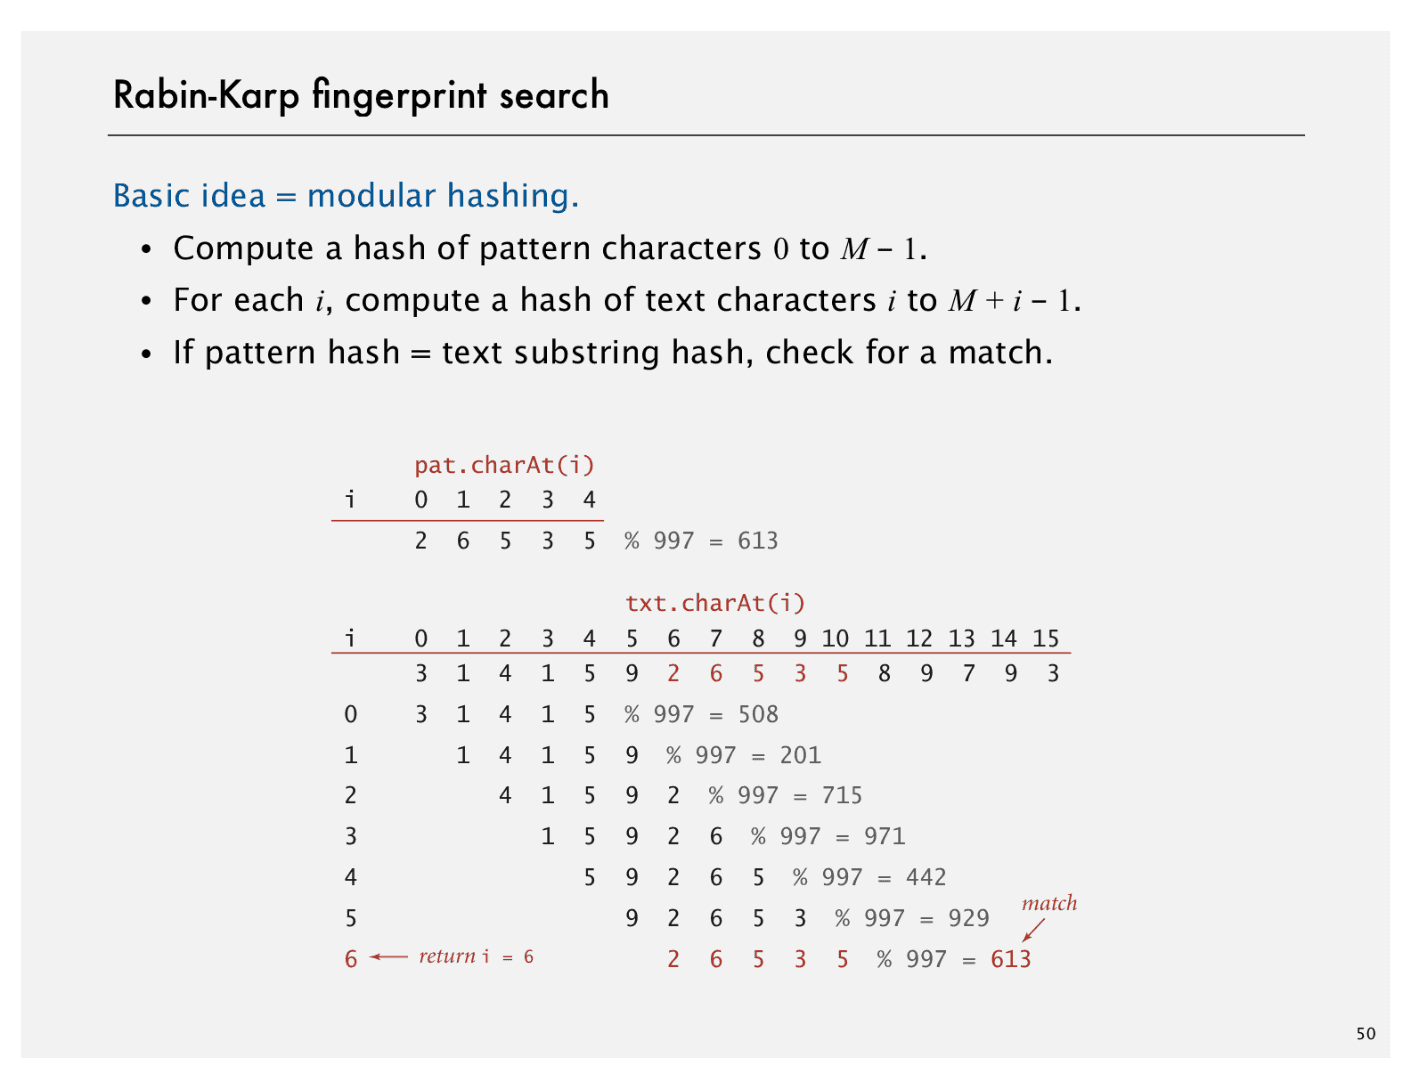 Rabin-Karp fingerprint search
Basic idea = modular hashing.
• Compute a hash of pattern characters 0 to M – 1.
• For each i, compute a hash of text characters i to M + i – 1.
• If pattern hash = text substring hash, check for a match.
pat.charAt(i)
i 0 1 2 3 4
2 6 5 3 5 % 997 = 613
txt.charAt(i)
i 0 1 2 3 4 5 6 7 8 9 10 11 12 13 14 15
3 1 4 1 5 9 2 6 5 3 5 8 9 7 9 3
0 3 1 4 1 5 % 997 = 508
1 1 4 1 5 9 % 997 = 201
2 4 1 5 9 2 % 997 = 715
3 1 5 9 2 6 % 997 = 971
4 5 9 2 6 5 % 997 = 442
match
5 9 2 6 5 3 % 997 = 929
6 return i = 6 2 6 5 3 5 % 997 = 613
50